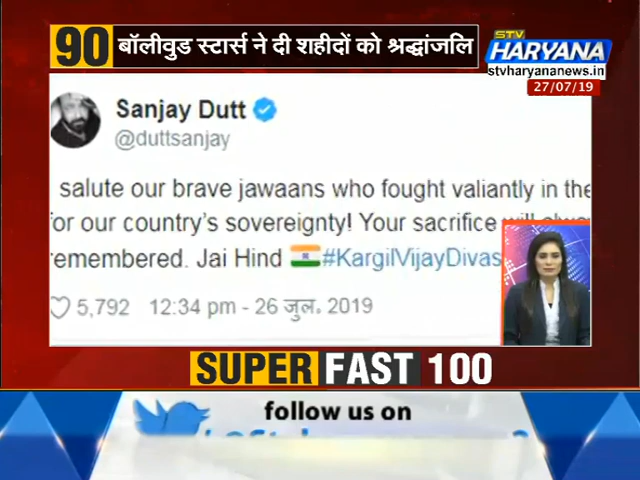 90 बॉलीवुड स्टार्स ने दी शहीदों को श्रद्धांजलि
STV
HARYANA
stvharyananews.in
27/07/19
Sanjay Dutt
@duttsanjay
salute our brave jawaans who fought valiantly in the
for our country's sovereignty! Your sacrifice will
emembered. Jai Hind #KargilVijayDivas
5,792 12:34 pm - 26 जुल. 2019
SUPER FAST 100
follow us on